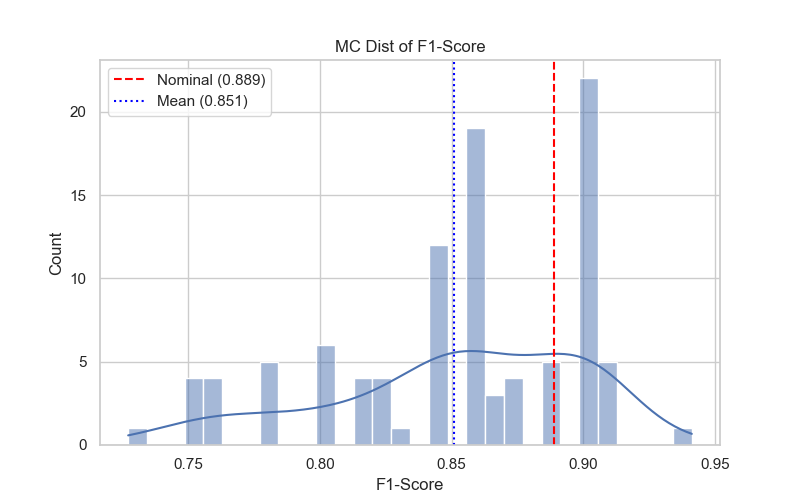 MC Dist of F1-Score
Nominal (0.889)
Mean (0.851)
20
15
10
5
0
Count
0.75 0.80 0.85 0.90 0.95
F1-Score